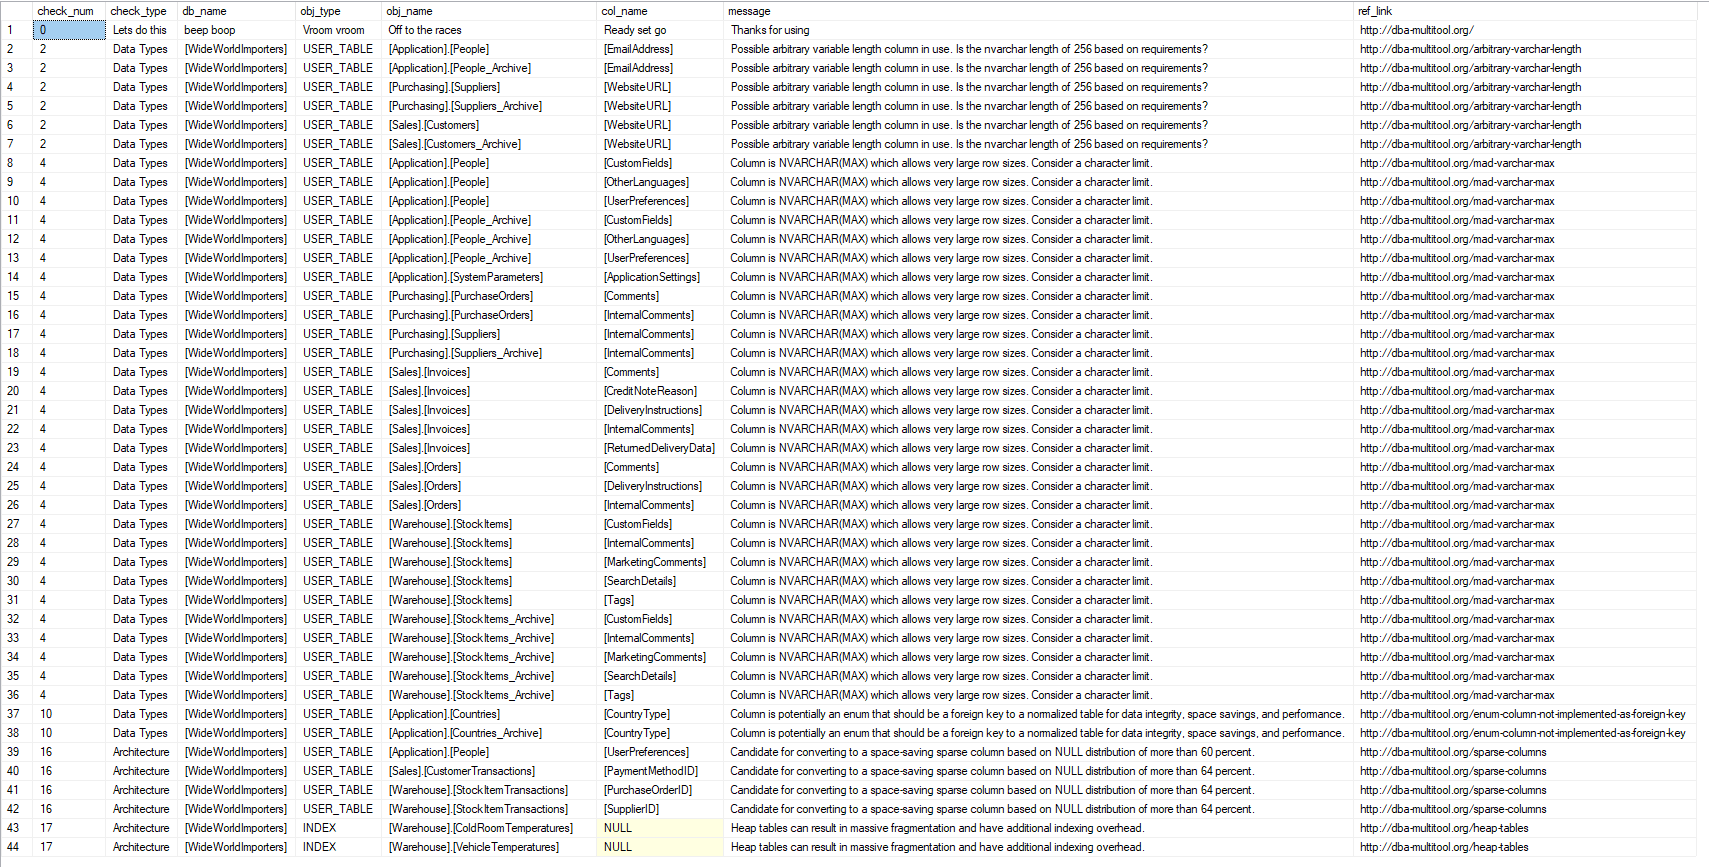 check_num check_type db_name obj_type obj_name col_name message ref_link
1 0 Lets do this beep boop Vroom vroom Off to the races Ready set go Thanks for using http://dba-multitool.org/
2 2 Data Types [WideWorldImporters] USER_TABLE [Application].[People] [EmailAddress] Possible arbitrary variable length column in use. Is the nvarchar length of 256 based on requirements? http://dba-multitool.org/arbitrary-varchar-length
3 2 Data Types [WideWorldImporters] USER_TABLE [Application].[People_Archive] [EmailAddress] Possible arbitrary variable length column in use. Is the nvarchar length of 256 based on requirements? http://dba-multitool.org/arbitrary-varchar-length
4 2 Data Types [WideWorldImporters] USER_TABLE [Purchasing].[Suppliers] [WebsiteURL] Possible arbitrary variable length column in use. Is the nvarchar length of 256 based on requirements? http://dba-multitool.org/arbitrary-varchar-length
5 2 Data Types [WideWorldImporters] USER_TABLE [Purchasing].[Suppliers_Archive] [WebsiteURL] Possible arbitrary variable length column in use. Is the nvarchar length of 256 based on requirements? http://dba-multitool.org/arbitrary-varchar-length
6 2 Data Types [WideWorldImporters] USER_TABLE [Sales].[Customers] [WebsiteURL] Possible arbitrary variable length column in use. Is the nvarchar length of 256 based on requirements? http://dba-multitool.org/arbitrary-varchar-length
7 2 Data Types [WideWorldImporters] USER_TABLE [Sales].[Customers_Archive] [WebsiteURL] Possible arbitrary variable length column in use. Is the nvarchar length of 256 based on requirements? http://dba-multitool.org/arbitrary-varchar-length
8 4 Data Types [WideWorldImporters] USER_TABLE [Application].[People] [CustomFields] Column is NVARCHAR(MAX) which allows very large row sizes. Consider a character limit. http://dba-multitool.org/mad-varchar-max
9 4 Data Types [WideWorldImporters] USER_TABLE [Application].[People] [OtherLanguages] Column is NVARCHAR(MAX) which allows very large row sizes. Consider a character limit. http://dba-multitool.org/mad-varchar-max
10 4 Data Types [WideWorldImporters] USER_TABLE [Application].[People] [UserPreferences] Column is NVARCHAR(MAX) which allows very large row sizes. Consider a character limit. http://dba-multitool.org/mad-varchar-max
11 4 Data Types [WideWorldImporters] USER_TABLE [Application].[People_Archive] [CustomFields] Column is NVARCHAR(MAX) which allows very large row sizes. Consider a character limit. http://dba-multitool.org/mad-varchar-max
12 4 Data Types [WideWorldImporters] USER_TABLE [Application].[People_Archive] [OtherLanguages] Column is NVARCHAR(MAX) which allows very large row sizes. Consider a character limit. http://dba-multitool.org/mad-varchar-max
13 4 Data Types [WideWorldImporters] USER_TABLE [Application].[People_Archive] [UserPreferences] Column is NVARCHAR(MAX) which allows very large row sizes. Consider a character limit. http://dba-multitool.org/mad-varchar-max
14 4 Data Types [WideWorldImporters] USER_TABLE [Application].[SystemParameters] [ApplicationSettings] Column is NVARCHAR(MAX) which allows very large row sizes. Consider a character limit. http://dba-multitool.org/mad-varchar-max
15 4 Data Types [WideWorldImporters] USER_TABLE [Purchasing].[PurchaseOrders] [Comments] Column is NVARCHAR(MAX) which allows very large row sizes. Consider a character limit. http://dba-multitool.org/mad-varchar-max
16 4 Data Types [WideWorldImporters] USER_TABLE [Purchasing].[PurchaseOrders] [InternalComments] Column is NVARCHAR(MAX) which allows very large row sizes. Consider a character limit. http://dba-multitool.org/mad-varchar-max
17 4 Data Types [WideWorldImporters] USER_TABLE [Purchasing].[Suppliers] [InternalComments] Column is NVARCHAR(MAX) which allows very large row sizes. Consider a character limit. http://dba-multitool.org/mad-varchar-max
18 4 Data Types [WideWorldImporters] USER_TABLE [Purchasing].[Suppliers_Archive] [InternalComments] Column is NVARCHAR(MAX) which allows very large row sizes. Consider a character limit. http://dba-multitool.org/mad-varchar-max
19 4 Data Types [WideWorldImporters] USER_TABLE [Sales].[Invoices] [Comments] Column is NVARCHAR(MAX) which allows very large row sizes. Consider a character limit. http://dba-multitool.org/mad-varchar-max
20 4 Data Types [WideWorldImporters] USER_TABLE [Sales].[Invoices] [CreditNoteReason] Column is NVARCHAR(MAX) which allows very large row sizes. Consider a character limit. http://dba-multitool.org/mad-varchar-max
21 4 Data Types [WideWorldImporters] USER_TABLE [Sales].[Invoices] [DeliveryInstructions] Column is NVARCHAR(MAX) which allows very large row sizes. Consider a character limit. http://dba-multitool.org/mad-varchar-max
22 4 Data Types [WideWorldImporters] USER_TABLE [Sales].[Invoices] [InternalComments] Column is NVARCHAR(MAX) which allows very large row sizes. Consider a character limit. http://dba-multitool.org/mad-varchar-max
23 4 Data Types [WideWorldImporters] USER_TABLE [Sales].[Invoices] [ReturnedDeliveryData] Column is NVARCHAR(MAX) which allows very large row sizes. Consider a character limit. http://dba-multitool.org/mad-varchar-max
24 4 Data Types [WideWorldImporters] USER_TABLE [Sales].[Orders] [Comments] Column is NVARCHAR(MAX) which allows very large row sizes. Consider a character limit. http://dba-multitool.org/mad-varchar-max
25 4 Data Types [WideWorldImporters] USER_TABLE [Sales].[Orders] [DeliveryInstructions] Column is NVARCHAR(MAX) which allows very large row sizes. Consider a character limit. http://dba-multitool.org/mad-varchar-max
26 4 Data Types [WideWorldImporters] USER_TABLE [Sales].[Orders] [InternalComments] Column is NVARCHAR(MAX) which allows very large row sizes. Consider a character limit. http://dba-multitool.org/mad-varchar-max
27 4 Data Types [WideWorldImporters] USER_TABLE [Warehouse].[StockItems] [CustomFields] Column is NVARCHAR(MAX) which allows very large row sizes. Consider a character limit. http://dba-multitool.org/mad-varchar-max
28 4 Data Types [WideWorldImporters] USER_TABLE [Warehouse].[StockItems] [InternalComments] Column is NVARCHAR(MAX) which allows very large row sizes. Consider a character limit. http://dba-multitool.org/mad-varchar-max
29 4 Data Types [WideWorldImporters] USER_TABLE [Warehouse].[StockItems] [MarketingComments] Column is NVARCHAR(MAX) which allows very large row sizes. Consider a character limit. http://dba-multitool.org/mad-varchar-max
30 4 Data Types [WideWorldImporters] USER_TABLE [Warehouse].[StockItems] [SearchDetails] Column is NVARCHAR(MAX) which allows very large row sizes. Consider a character limit. http://dba-multitool.org/mad-varchar-max
31 4 Data Types [WideWorldImporters] USER_TABLE [Warehouse].[StockItems] [Tags] Column is NVARCHAR(MAX) which allows very large row sizes. Consider a character limit. http://dba-multitool.org/mad-varchar-max
32 4 Data Types [WideWorldImporters] USER_TABLE [Warehouse].[StockItems_Archive] [CustomFields] Column is NVARCHAR(MAX) which allows very large row sizes. Consider a character limit. http://dba-multitool.org/mad-varchar-max
33 4 Data Types [WideWorldImporters] USER_TABLE [Warehouse].[StockItems_Archive] [InternalComments] Column is NVARCHAR(MAX) which allows very large row sizes. Consider a character limit. http://dba-multitool.org/mad-varchar-max
34 4 Data Types [WideWorldImporters] USER_TABLE [Warehouse].[StockItems_Archive] [MarketingComments] Column is NVARCHAR(MAX) which allows very large row sizes. Consider a character limit. http://dba-multitool.org/mad-varchar-max
35 4 Data Types [WideWorldImporters] USER_TABLE [Warehouse].[StockItems_Archive] [SearchDetails] Column is NVARCHAR(MAX) which allows very large row sizes. Consider a character limit. http://dba-multitool.org/mad-varchar-max
36 4 Data Types [WideWorldImporters] USER_TABLE [Warehouse].[StockItems_Archive] [Tags] Column is NVARCHAR(MAX) which allows very large row sizes. Consider a character limit. http://dba-multitool.org/mad-varchar-max
37 10 Data Types [WideWorldImporters] USER_TABLE [Application].[Countries] [CountryType] Column is potentially an enum that should be a foreign key to a normalized table for data integrity, space savings, and performance. http://dba-multitool.org/enum-column-not-implemented-as-foreign-key
38 10 Data Types [WideWorldImporters] USER_TABLE [Application].[Countries_Archive] [CountryType] Column is potentially an enum that should be a foreign key to a normalized table for data integrity, space savings, and performance. http://dba-multitool.org/enum-column-not-implemented-as-foreign-key
39 16 Architecture [WideWorldImporters] USER_TABLE [Application].[People] [UserPreferences] Candidate for converting to a space-saving sparse column based on NULL distribution of more than 60 percent. http://dba-multitool.org/sparse-columns
40 16 Architecture [WideWorldImporters] USER_TABLE [Sales].[CustomerTransactions] [PaymentMethodID] Candidate for converting to a space-saving sparse column based on NULL distribution of more than 64 percent. http://dba-multitool.org/sparse-columns
41 16 Architecture [WideWorldImporters] USER_TABLE [Warehouse].[StockItemTransactions] [PurchaseOrderID] Candidate for converting to a space-saving sparse column based on NULL distribution of more than 64 percent. http://dba-multitool.org/sparse-columns
42 16 Architecture [WideWorldImporters] USER_TABLE [Warehouse].[StockItemTransactions] [SupplierID] Candidate for converting to a space-saving sparse column based on NULL distribution of more than 64 percent. http://dba-multitool.org/sparse-columns
43 17 Architecture [WideWorldImporters] INDEX [Warehouse].[ColdRoomTemperatures] NULL Heap tables can result in massive fragmentation and have additional indexing overhead. http://dba-multitool.org/heap-tables
44 17 Architecture [WideWorldImporters] INDEX [Warehouse].[VehicleTemperatures] NULL Heap tables can result in massive fragmentation and have additional indexing overhead. http://dba-multitool.org/heap-tables